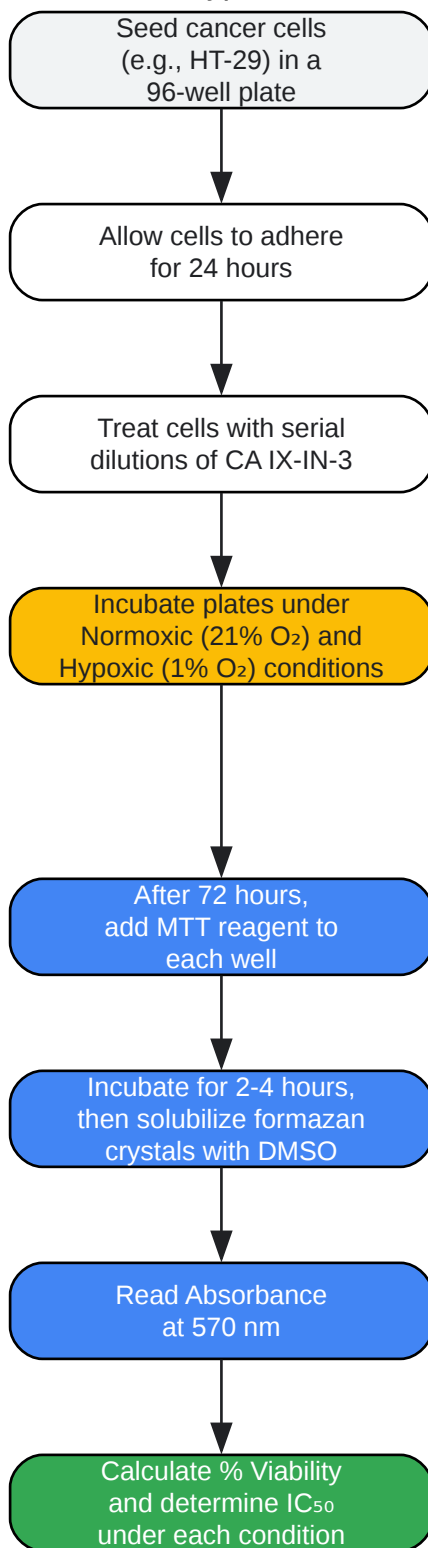 Seed cancer cells
(e.g., HT-29) in a
96-well plate
Allow cells to adhere
for 24 hours
Treat cells with serial
dilutions of CA IX-IN-3
Incubate plates under
Normoxic (21% O₂) and
Hypoxic (1% O₂) conditions
After 72 hours,
add MTT reagent to
each well
Incubate for 2-4 hours,
then solubilize formazan
crystals with DMSO
Read Absorbance
at 570 nm
Calculate % Viability
and determine IC₅₀
under each condition